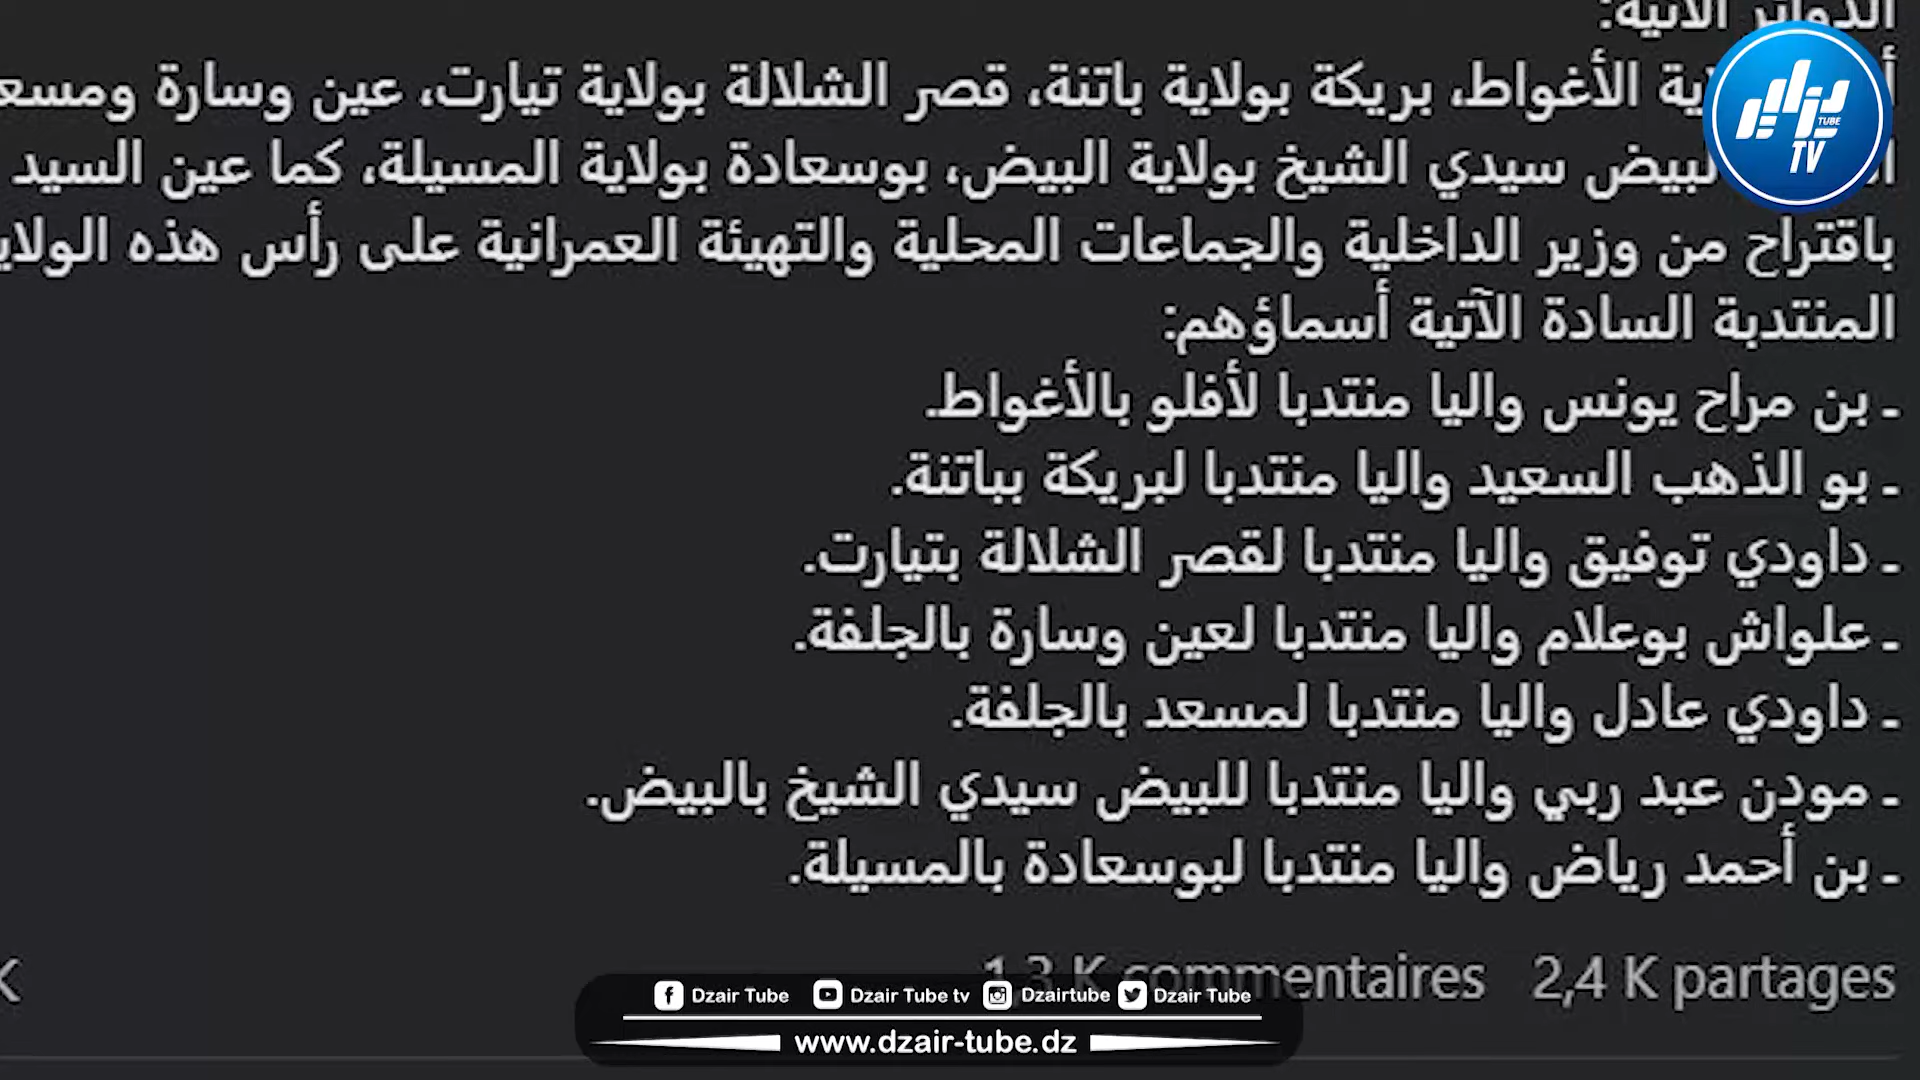 الدوائر الآتية:
ية الأغواط، بريكة بولاية باتنة، قصر الشلالة بولاية تيارت، عين وسارة ومسع
لبيض سيدي الشيخ بولاية البيض، بوسعادة بولاية المسيلة، كما عين السيد
باقتراح من وزير الداخلية والجماعات المحلية والتهيئة العمرانية على رأس هذه الولاي
المنتدبة السادة الآتية أسماؤهم:
ـ بن مراح يونس واليا منتدبا لأفلو بالأغواط.
ـ بو الذهب السعيد واليا منتدبا لبريكة بباتنة.
ـ داودي توفيق واليا منتدبا لقصر الشلالة بتيارت.
ـ علواش بوعلام واليا منتدبا لعين وسارة بالجلفة.
ـ داودي عادل واليا منتدبا لمسعد بالجلفة.
ـ مودن عبد ربي واليا منتدبا للبيض سيدي الشيخ بالبيض.
ـ بن أحمد رياض واليا منتدبا لبوسعادة بالمسيلة.
K 1,3 K commentaires 2,4 K partages
Dzair Tube Dzair Tube tv Dzairtube Dzair Tube
www.dzair-tube.dz
TUBE
TV